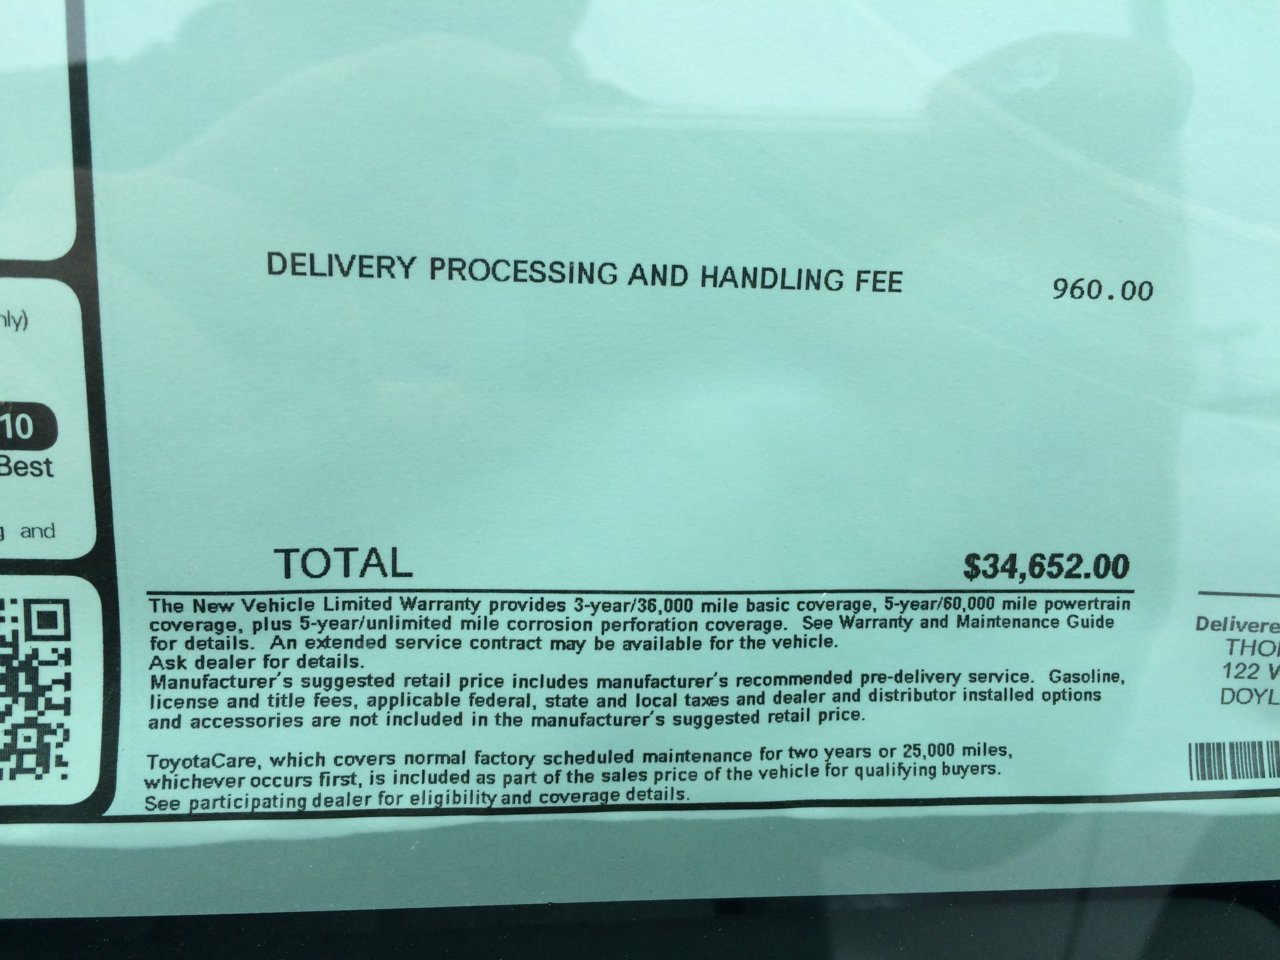 DELIVERY PROCESSING AND HANDLING FEE 960.00
10
Best
and
TOTAL $34,652.00
The New Vehicle Limited Warranty provides 3-year/36,000 mile basic coverage, 5-year/60,000 mile powertrain
coverage, plus 5-year/unlimited mile corrosion perforation coverage. See Warranty and Maintenance Guide
for details. An extended service contract may be available for the vehicle.
Ask dealer for details.
Manufacturer's suggested retail price includes manufacturer's recommended pre-delivery service. Gasoline,
license and title fees, applicable federal, state and local taxes and dealer and distributor installed options
and accessories are not included in the manufacturer's suggested retail price.
ToyotaCare, which covers normal factory scheduled maintenance for two years or 25,000 miles,
whichever occurs first, is included as part of the sales price of the vehicle for qualifying buyers.
See participating dealer for eligibility and coverage details.
122